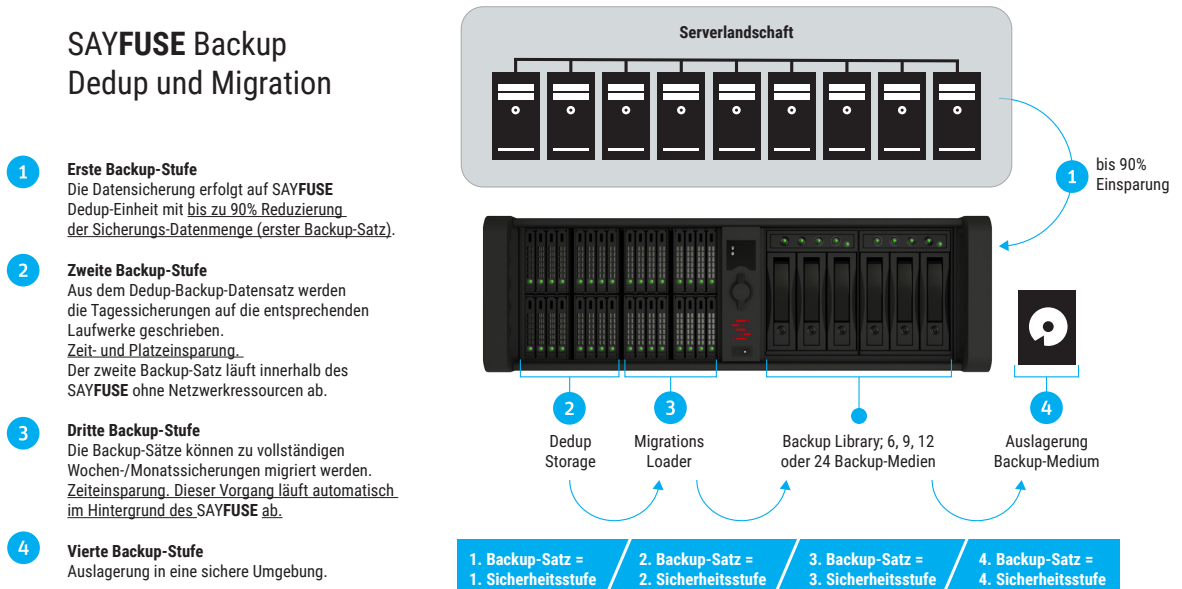 SAYFUSE Backup
Dedup und Migration
1
Erste Backup-Stufe
Die Datensicherung erfolgt auf SAYFUSE
Dedup-Einheit mit bis zu 90% Reduzierung
der Sicherungs-Datenmenge (erster Backup-Satz).
2
Zweite Backup-Stufe
Aus dem Dedup-Backup-Datensatz werden
die Tagessicherungen auf die entsprechenden
Laufwerke geschrieben.
Zeit- und Platzeinsparung.
Der zweite Backup-Satz läuft innerhalb des
SAYFUSE ohne Netzwerkressourcen ab.
3
Dritte Backup-Stufe
Die Backup-Sätze können zu vollständigen
Wochen-/Monatssicherungen migriert werden.
Zeiteinsparung. Dieser Vorgang läuft automatisch
im Hintergrund des SAYFUSE ab.
4
Vierte Backup-Stufe
Auslagerung in eine sichere Umgebung.
Serverlandschaft
1
bis 90%
Einsparung
2
Dedup
Storage
3
Migrations
Loader
Backup Library; 6, 9, 12
oder 24 Backup-Medien
4
Auslagerung
Backup-Medium
1. Backup-Satz =
1. Sicherheitsstufe
2. Backup-Satz =
2. Sicherheitsstufe
3. Backup-Satz =
3. Sicherheitsstufe
4. Backup-Satz =
4. Sicherheitsstufe